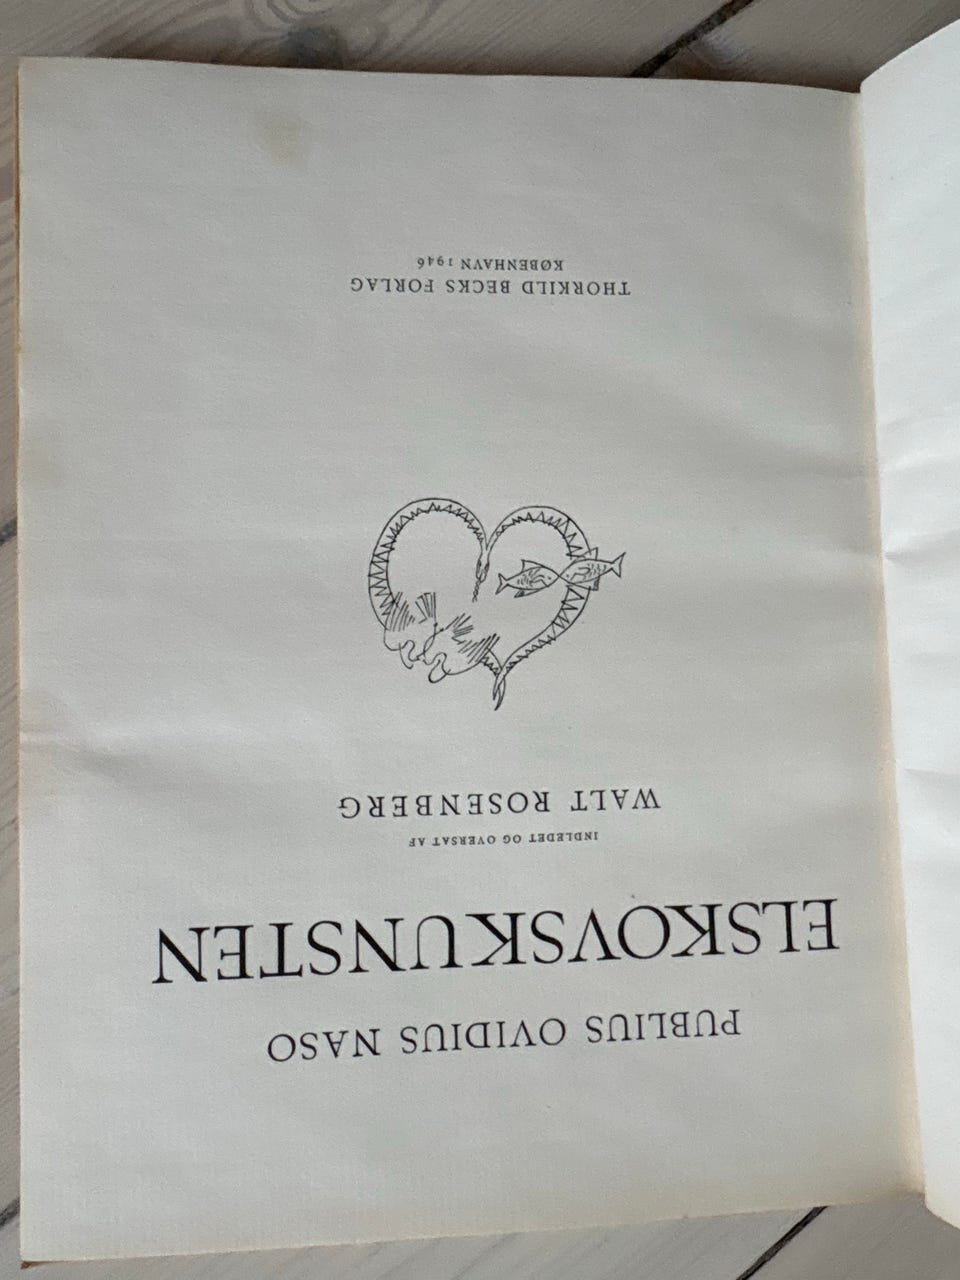 PUBLIUS OVIDIUS NASO
ELSKOVSKUNSTEN
INDLEDET OG OVERSAT AF
WALT ROSENBERG
THORKILD BECKS FORLAG
KØBENHAVN 1946